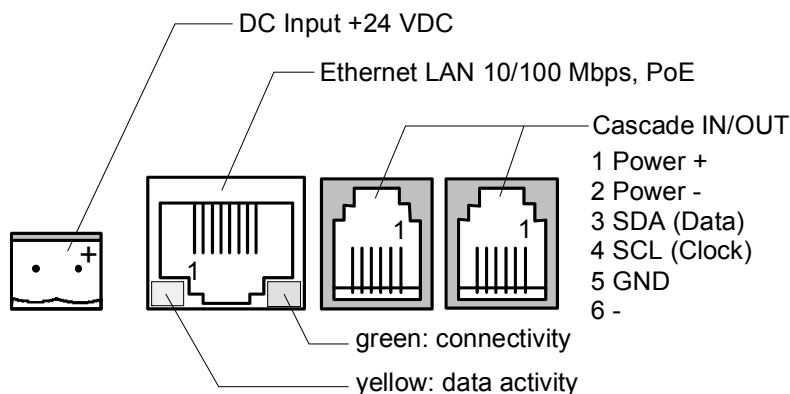 DC Input +24 VDC
Ethernet LAN 10/100 Mbps, PoE
Cascade IN/OUT
1 Power +
2 Power -
3 SDA (Data)
4 SCL (Clock)
5 GND
6 -
+
1
1
1
green: connectivity
yellow: data activity